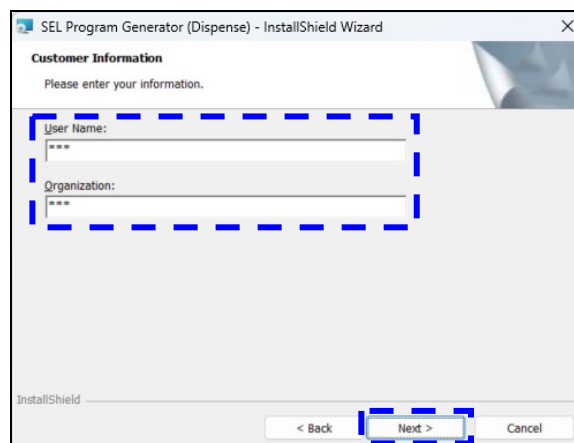 SEL Program Generator (Dispense) - InstallShield Wizard
Customer Information
Please enter your information.
User Name:
***
Organization:
***
InstallShield
< Back Next > Cancel